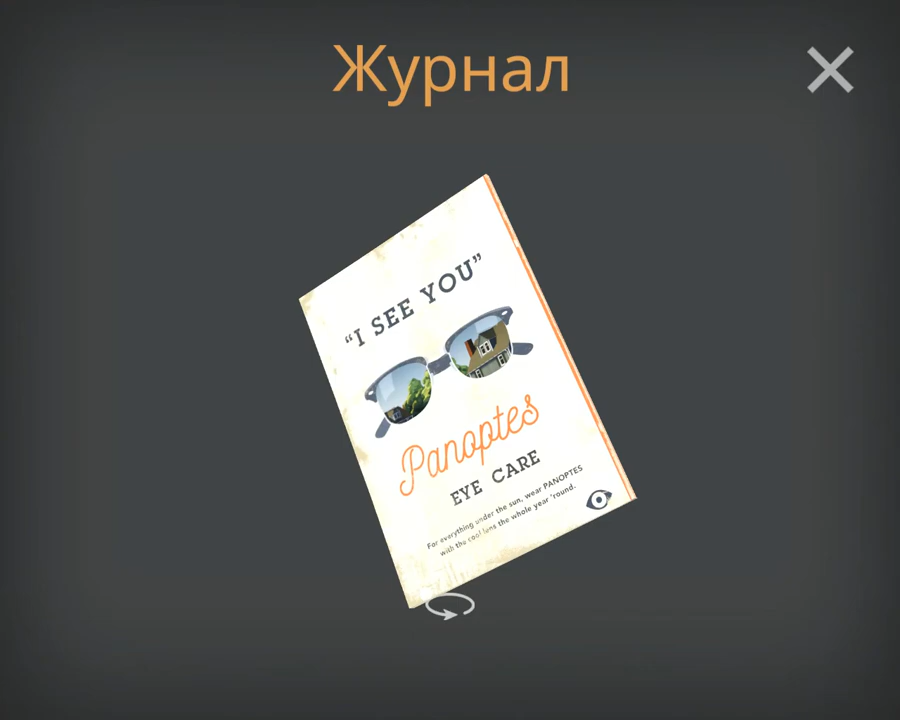 Журнал
“I SEE YOU”
Panoptes
EYE CARE
For everything under the sun, wear PANOPTES
with the cool lens the whole year 'round.